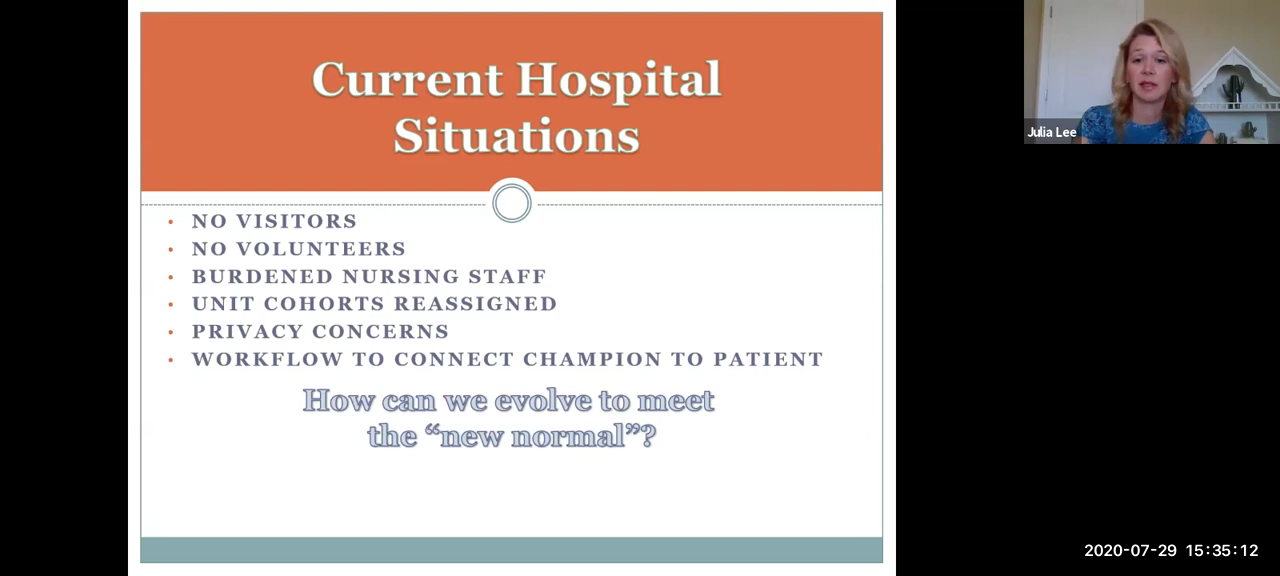 Current Hospital
Situations
• NO VISITORS
• NO VOLUNTEERS
• BURDENED NURSING STAFF
• UNIT COHORTS REASSIGNED
• PRIVACY CONCERNS
• WORKFLOW TO CONNECT CHAMPION TO PATIENT
How can we evolve to meet
the “new normal”?
Julia Lee
2020-07-29 15:35:12